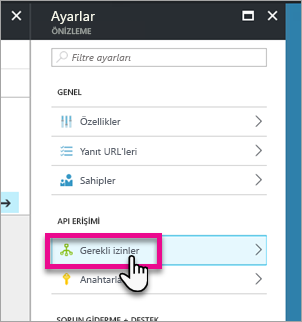 Ayarlar
ÖNİZLEME
Filtre ayarları
GENEL
Özellikler
Yanıt URL'leri
Sahipler
API ERİŞİMİ
Gerekli izinler
Anahtarla
SORUN GİDERME + DESTEK